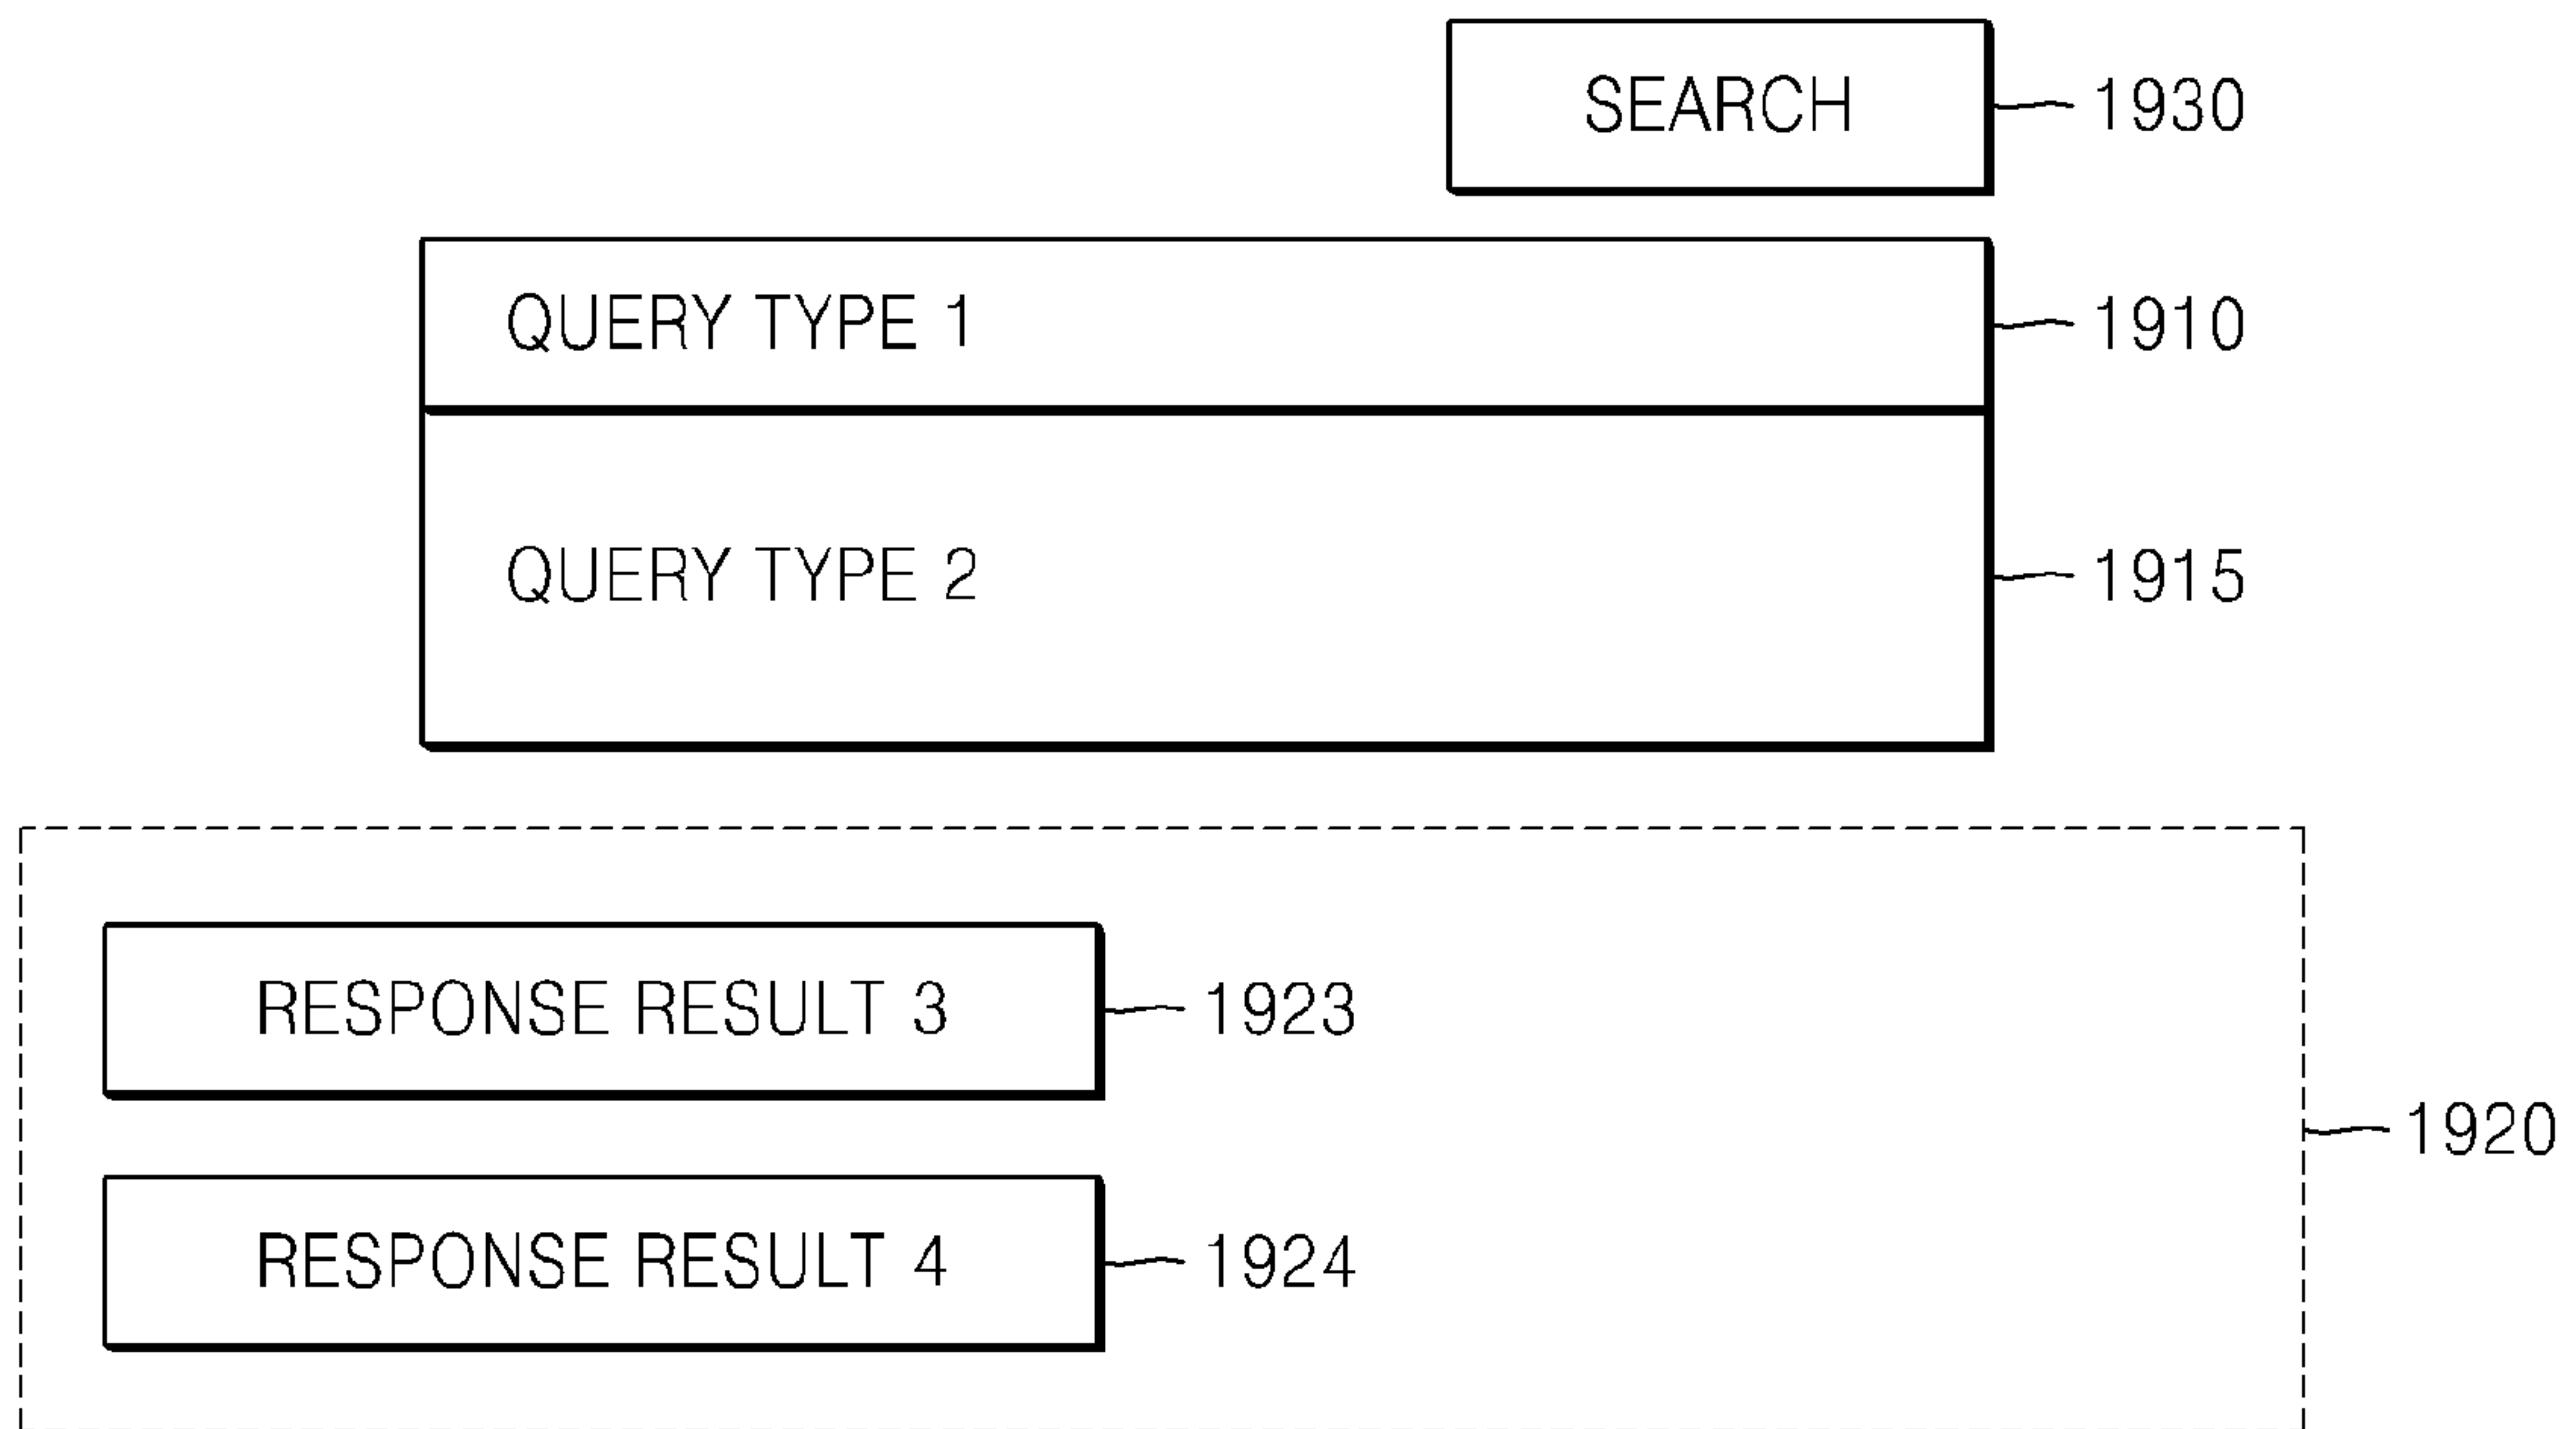 SEARCH 1930
QUERY TYPE 1 1910
QUERY TYPE 2 1915
RESPONSE RESULT 3 1923
1920
RESPONSE RESULT 4 1924